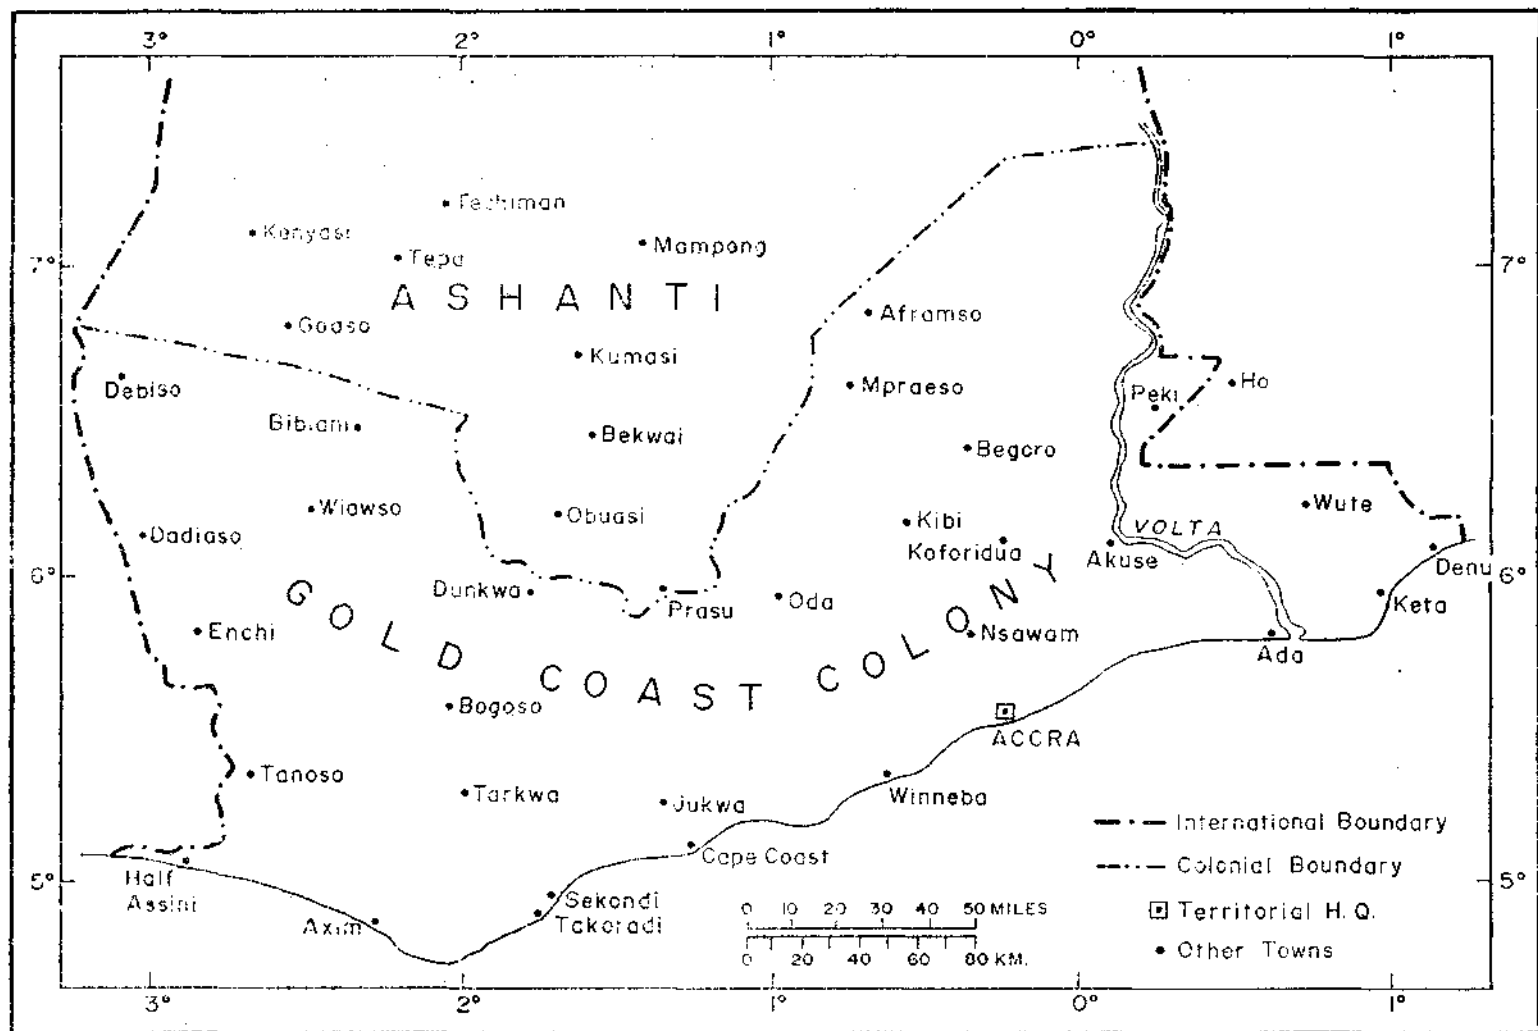 3° 2° 1° 0° 1°
Techiman
Kenyasi
Tepa
Mampong
7° 7°
ASHANTI
Goaso
Aframso
Kumasi
Debiso
Mpraeso
Peki
Ho
Bibiani
Bekwai
Begoro
Wiawso
Obuasi
Wute
Kibi
Dadiaso
Koforidua
VOLTA
Akuse
Denu
6° 6°
Dunkwa
Prasu
Oda
Keta
GOLD COAST COLONY
Enchi
Nsawam
Ada
Bogoso
ACCRA
Tanoso
Tarkwa
Jukwa
Winneba
International Boundary
Cape Coast
Colonial Boundary
5° 5°
Half
Assini
Sekondi
Takoradi
Axim
0 10 20 30 40 50 MILES
0 20 40 60 80 KM.
Territorial H.Q.
Other Towns
3° 2° 1° 0° 1°